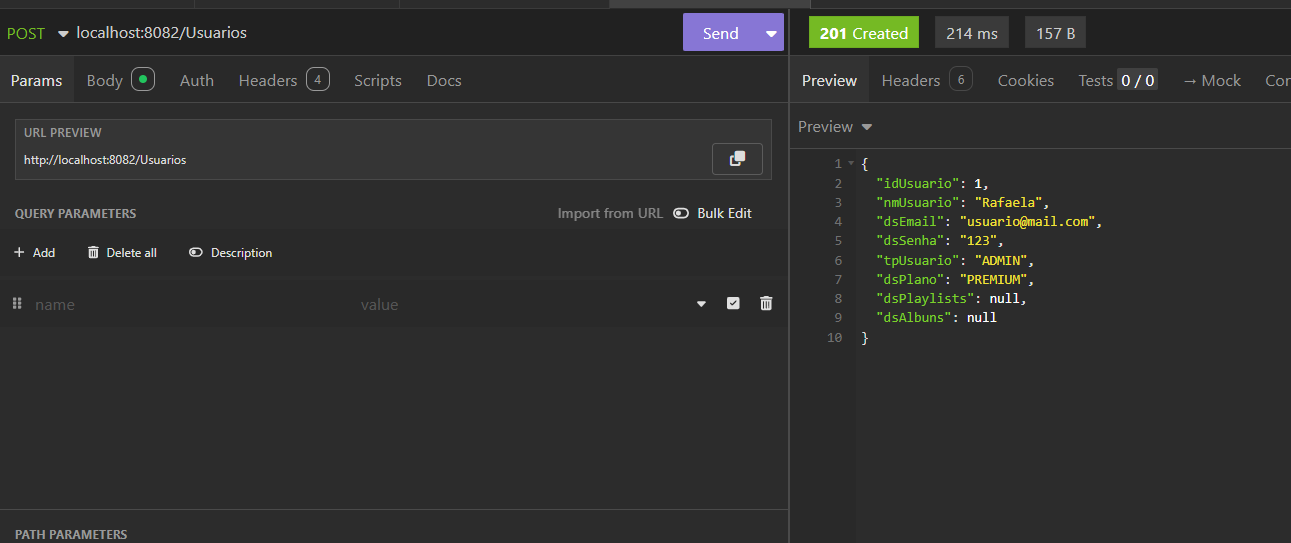 POST localhost:8082/Usuarios Send
Params Body Auth Headers 4 Scripts Docs
URL PREVIEW
http://localhost:8082/Usuarios
QUERY PARAMETERS Import from URL Bulk Edit
+ Add Delete all Description
name value
PATH PARAMETERS
201 Created 214 ms 157 B
Preview Headers 6 Cookies Tests 0 / 0 → Mock Cor
Preview
1 {
2 "idUsuario": 1,
3 "nmUsuario": "Rafaela",
4 "dsEmail": "usuario@mail.com",
5 "dsSenha": "123",
6 "tpUsuario": "ADMIN",
7 "dsPlano": "PREMIUM",
8 "dsPlaylists": null,
9 "dsAlbuns": null
10 }